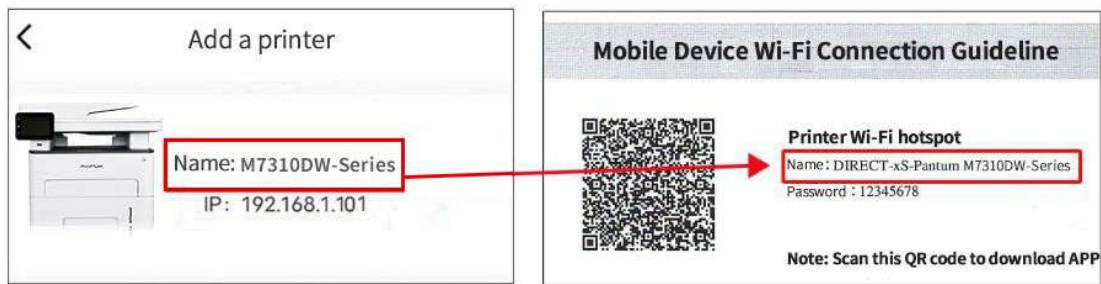 Add a printer
Name: M7310DW-Series
IP: 192.168.1.101
Mobile Device Wi-Fi Connection Guideline
Printer Wi-Fi hotspot
Name: DIRECT-xS-Pantum M7310DW-Series
Password : 12345678
Note: Scan this QR code to download APP